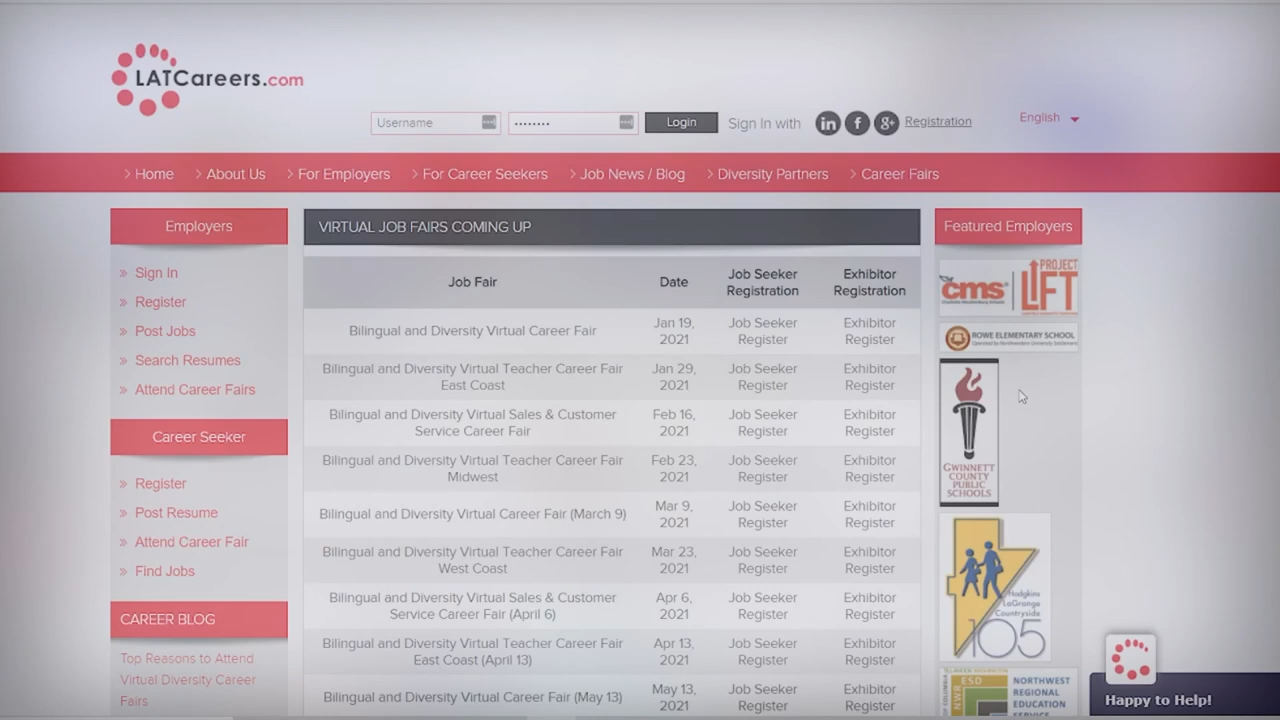 LATCareers.com
Username
••••••••
Login
Sign In with
in
f
g+
Registration
English
Home
About Us
For Employers
For Career Seekers
Job News / Blog
Diversity Partners
Career Fairs
Employers
Sign In
Register
Post Jobs
Search Resumes
Attend Career Fairs
Career Seeker
Register
Post Resume
Attend Career Fair
Find Jobs
CAREER BLOG
Top Reasons to Attend
Virtual Diversity Career
Fairs
VIRTUAL JOB FAIRS COMING UP
Job Fair Date Job Seeker Exhibitor
Registration Registration
Bilingual and Diversity Virtual Career Fair Jan 19, Job Seeker Exhibitor
2021 Register Register
Bilingual and Diversity Virtual Teacher Career Fair Jan 29, Job Seeker Exhibitor
East Coast 2021 Register Register
Bilingual and Diversity Virtual Sales & Customer Feb 16, Job Seeker Exhibitor
Service Career Fair 2021 Register Register
Bilingual and Diversity Virtual Teacher Career Fair Feb 23, Job Seeker Exhibitor
Midwest 2021 Register Register
Bilingual and Diversity Virtual Career Fair (March 9) Mar 9, Job Seeker Exhibitor
2021 Register Register
Bilingual and Diversity Virtual Teacher Career Fair Mar 23, Job Seeker Exhibitor
West Coast 2021 Register Register
Bilingual and Diversity Virtual Sales & Customer Apr 6, Job Seeker Exhibitor
Service Career Fair (April 6) 2021 Register Register
Bilingual and Diversity Virtual Teacher Career Fair Apr 13, Job Seeker Exhibitor
East Coast (April 13) 2021 Register Register
Bilingual and Diversity Virtual Career Fair (May 13) May 13, Job Seeker Exhibitor
2021 Register Register
Featured Employers
cms PROJECT
LIFT
Charlotte-Mecklenburg Schools
ROWE ELEMENTARY SCHOOL
GWINNETT
COUNTY
PUBLIC
SCHOOLS
Hodgkins
LaGrange
Countryside
105
NWR ESD
NORTHWEST
REGIONAL
EDUCATION
SERVICE
Happy to Help!